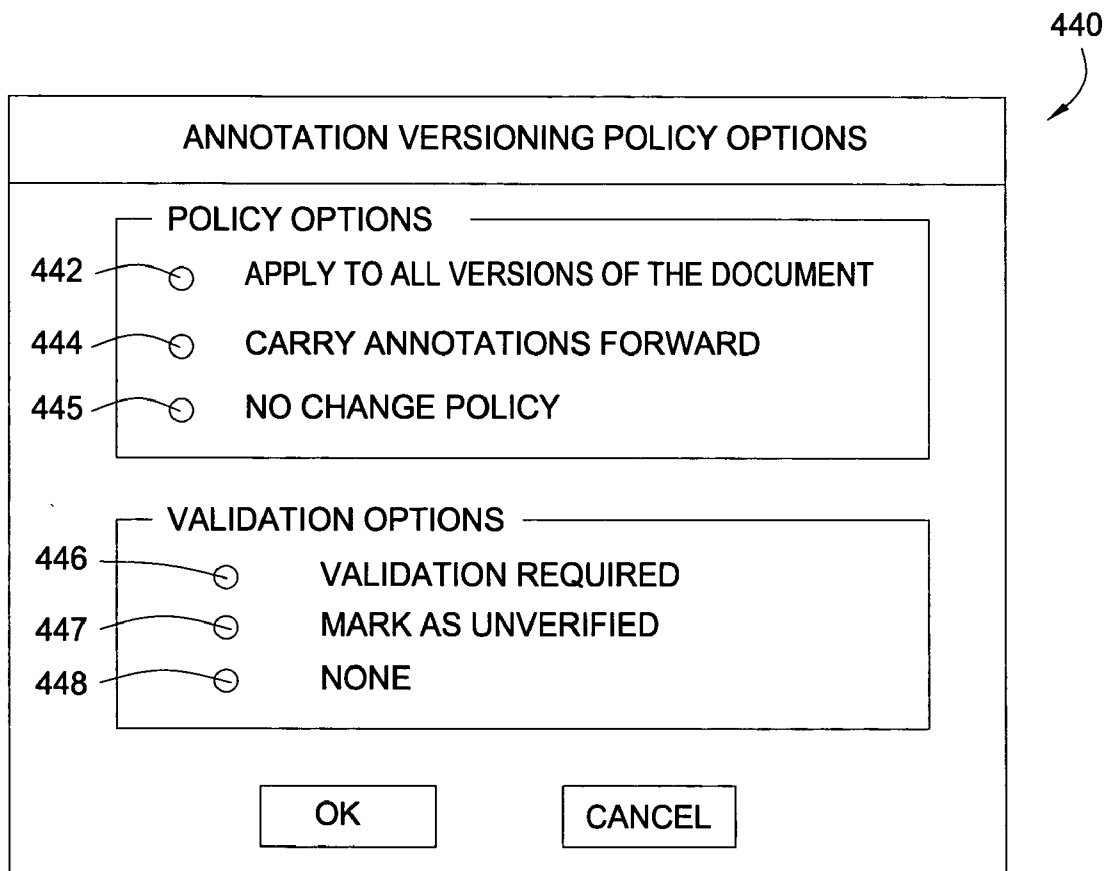 440
ANNOTATION VERSIONING POLICY OPTIONS
POLICY OPTIONS
442 APPLY TO ALL VERSIONS OF THE DOCUMENT
444 CARRY ANNOTATIONS FORWARD
445 NO CHANGE POLICY
VALIDATION OPTIONS
446 VALIDATION REQUIRED
447 MARK AS UNVERIFIED
448 NONE
OK CANCEL